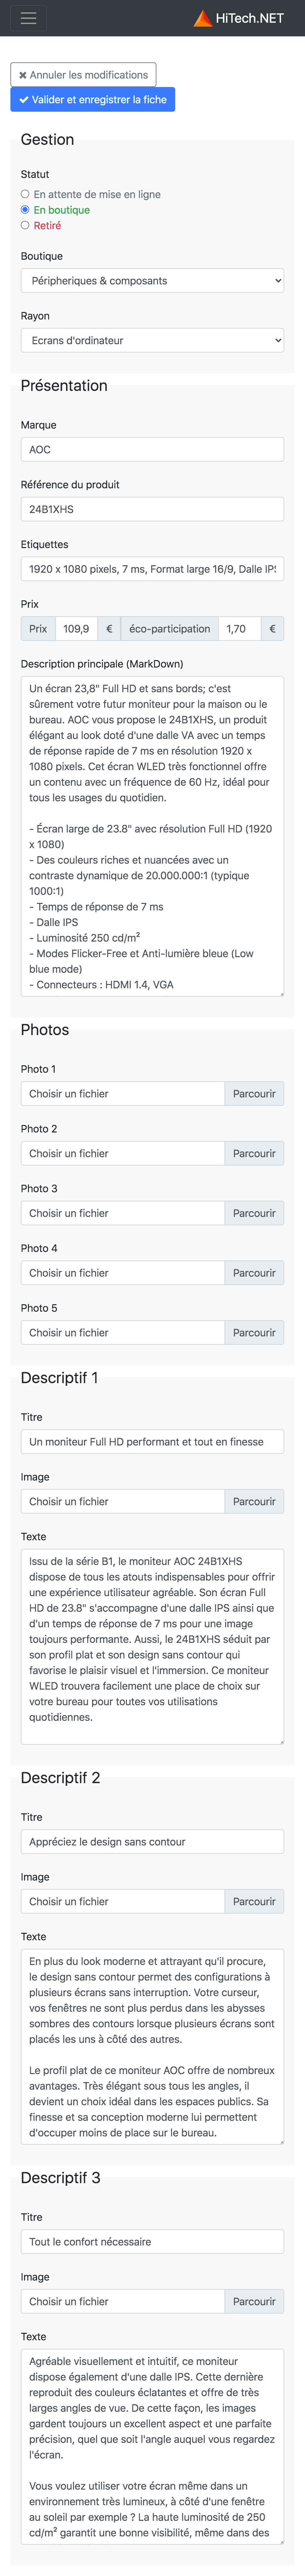 HiTech.NET
✖ Annuler les modifications
✔ Valider et enregistrer la fiche
Gestion
Statut
En attente de mise en ligne
En boutique
Retiré
Boutique
Péripheriques & composants
Rayon
Ecrans d'ordinateur
Présentation
Marque
AOC
Référence du produit
24B1XHS
Etiquettes
1920 x 1080 pixels, 7 ms, Format large 16/9, Dalle IPS
Prix
Prix 109,9 € éco-participation 1,70 €
Description principale (MarkDown)
Un écran 23,8" Full HD et sans bords; c'est
sûrement votre futur moniteur pour la maison ou le
bureau. AOC vous propose le 24B1XHS, un produit
élégant au look doté d'une dalle VA avec un temps
de réponse rapide de 7 ms en résolution 1920 x
1080 pixels. Cet écran WLED très fonctionnel offre
un contenu avec un fréquence de 60 Hz, idéal pour
tous les usages du quotidien.
- Écran large de 23.8" avec résolution Full HD (1920
x 1080)
- Des couleurs riches et nuancées avec un
contraste dynamique de 20.000.000:1 (typique
1000:1)
- Temps de réponse de 7 ms
- Dalle IPS
- Luminosité 250 cd/m²
- Modes Flicker-Free et Anti-lumière bleue (Low
blue mode)
- Connecteurs : HDMI 1.4, VGA
Photos
Photo 1
Choisir un fichier Parcourir
Photo 2
Choisir un fichier Parcourir
Photo 3
Choisir un fichier Parcourir
Photo 4
Choisir un fichier Parcourir
Photo 5
Choisir un fichier Parcourir
Descriptif 1
Titre
Un moniteur Full HD performant et tout en finesse
Image
Choisir un fichier Parcourir
Texte
Issu de la série B1, le moniteur AOC 24B1XHS
dispose de tous les atouts indispensables pour offrir
une expérience utilisateur agréable. Son écran Full
HD de 23.8" s'accompagne d'une dalle IPS ainsi que
d'un temps de réponse de 7 ms pour une image
toujours performante. Aussi, le 24B1XHS séduit par
son profil plat et son design sans contour qui
favorise le plaisir visuel et l'immersion. Ce moniteur
WLED trouvera facilement une place de choix sur
votre bureau pour toutes vos utilisations
quotidiennes.
Descriptif 2
Titre
Appréciez le design sans contour
Image
Choisir un fichier Parcourir
Texte
En plus du look moderne et attrayant qu'il procure,
le design sans contour permet des configurations à
plusieurs écrans sans interruption. Votre curseur,
vos fenêtres ne sont plus perdus dans les abysses
sombres des contours lorsque plusieurs écrans sont
placés les uns à côté des autres.
Le profil plat de ce moniteur AOC offre de nombreux
avantages. Très élégant sous tous les angles, il
devient un choix idéal dans les espaces publics. Sa
finesse et sa conception moderne lui permettent
d'occuper moins de place sur le bureau.
Descriptif 3
Titre
Tout le confort nécessaire
Image
Choisir un fichier Parcourir
Texte
Agréable visuellement et intuitif, ce moniteur
dispose également d'une dalle IPS. Cette dernière
reproduit des couleurs éclatantes et offre de très
larges angles de vue. De cette façon, les images
gardent toujours un excellent aspect et une parfaite
précision, quel que soit l'angle auquel vous regardez
l'écran.
Vous voulez utiliser votre écran même dans un
environnement très lumineux, à côté d'une fenêtre
au soleil par exemple ? La haute luminosité de 250
cd/m² garantit une bonne visibilité, même dans des